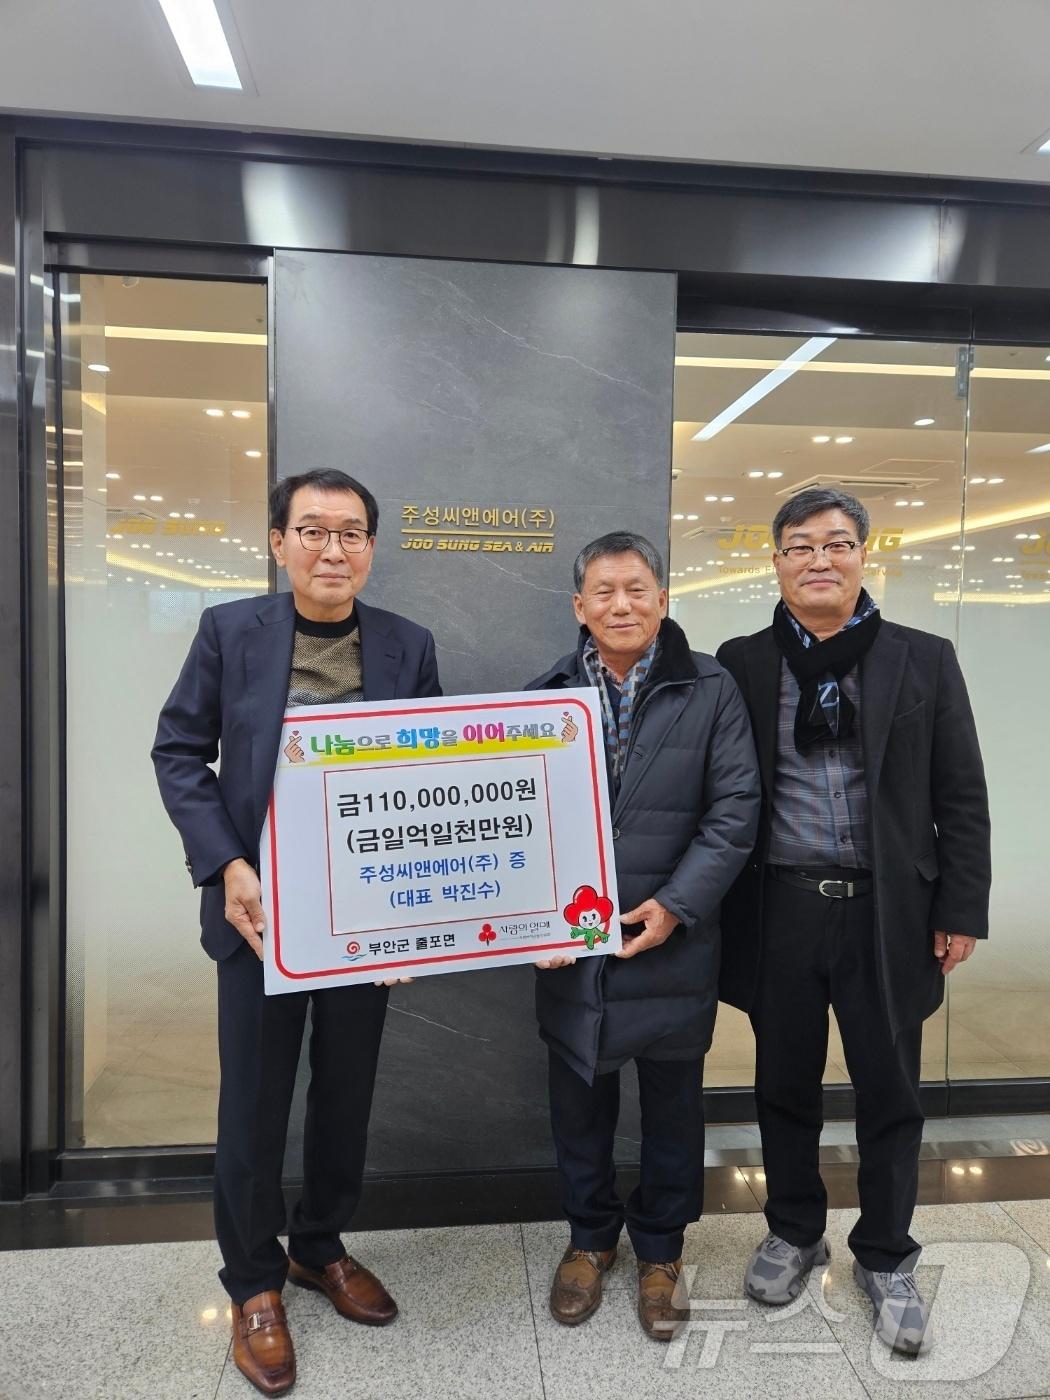 주성씨앤에어(주)
JOO SUNG SEA & AIR
JOO SUNG
나눔으로 희망을 이어주세요
금110,000,000원
(금일억일천만원)
주성씨앤에어(주) 증
(대표 박진수)
부안군 줄포면
사랑의열매
뉴스1